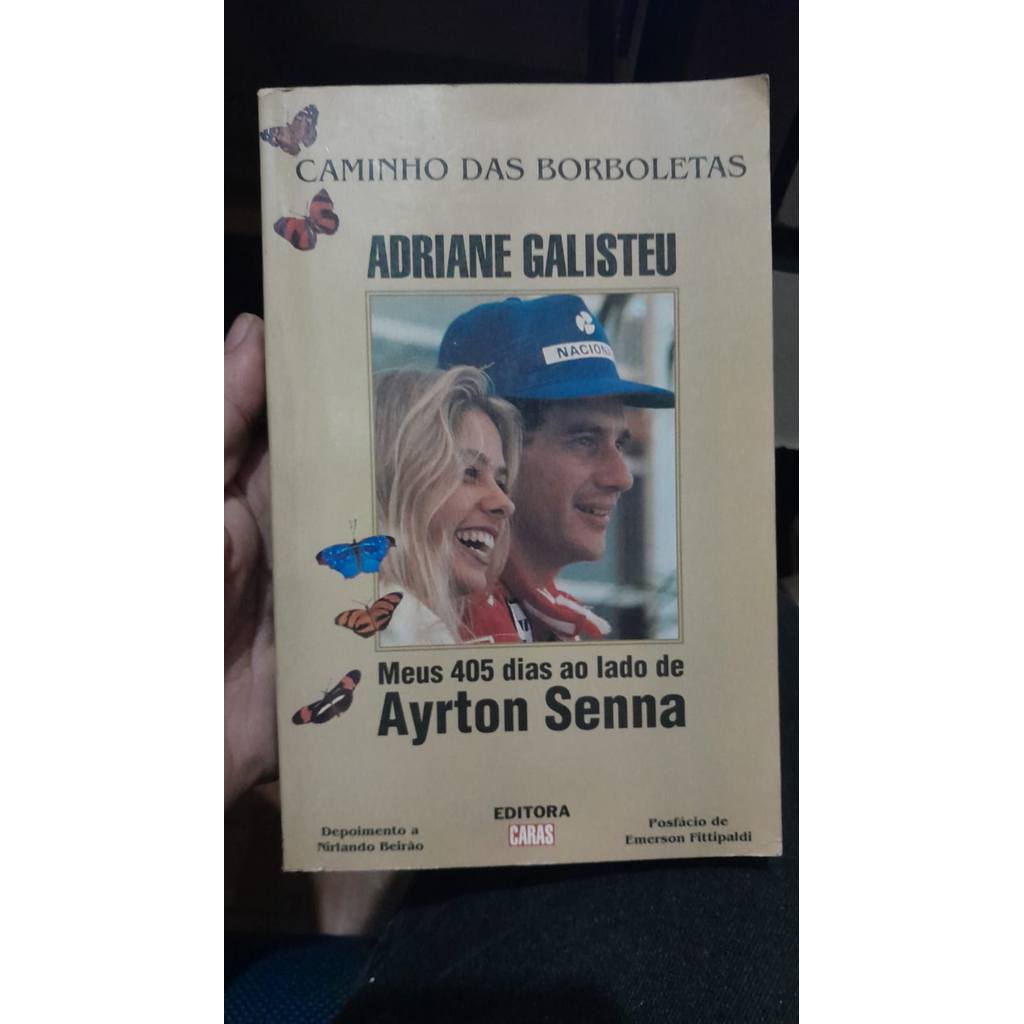 CAMINHO DAS BORBOLETAS
ADRIANE GALISTEU
NACION
Meus 405 dias ao lado de
Ayrton Senna
EDITORA
CARAS
Depoimento a
Nirlando Beirão
Posfácio de
Emerson Fittipaldi